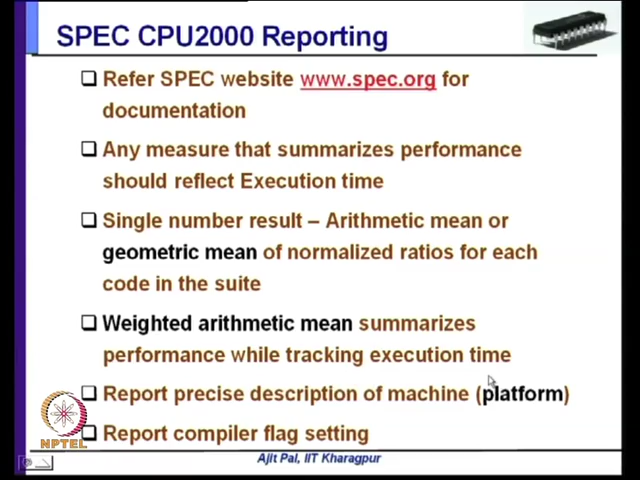 SPEC CPU2000 Reporting
Refer SPEC website www.spec.org for
documentation
Any measure that summarizes performance
should reflect Execution time
Single number result – Arithmetic mean or
geometric mean of normalized ratios for each
code in the suite
Weighted arithmetic mean summarizes
performance while tracking execution time
Report precise description of machine (platform)
Report compiler flag setting
NPTEL
Ajit Pal, IIT Kharagpur